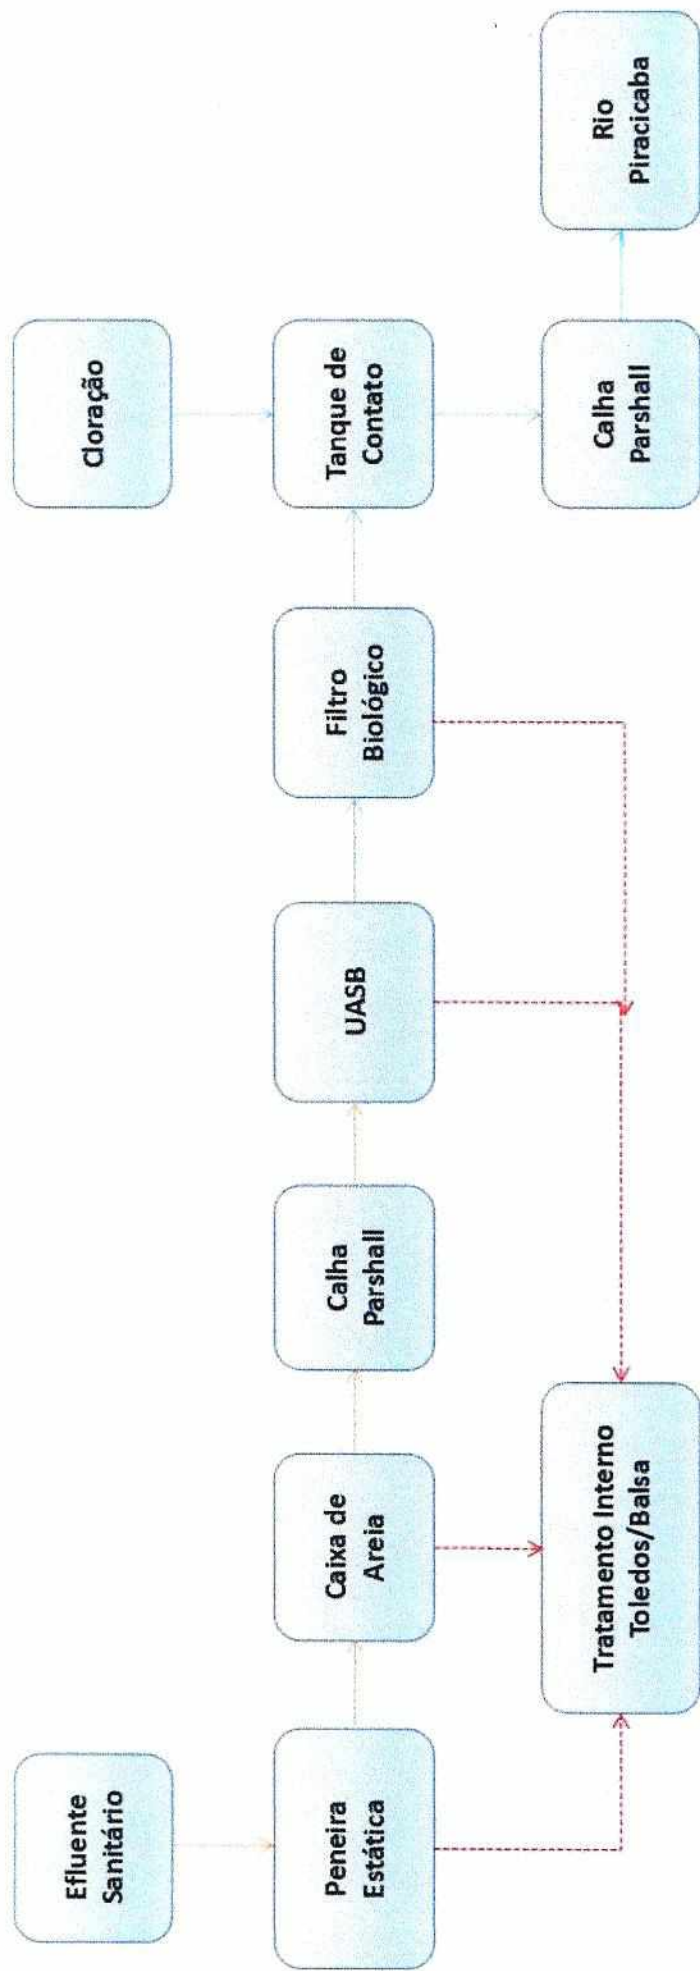 Efluente
Sanitário
Peneira
Estática
Caixa de
Areia
Calha
Parshall
UASB
Filtro
Biológico
Cloração
Tanque de
Contato
Calha
Parshall
Rio
Piracicaba
Tratamento Interno
Toledos/Balsa